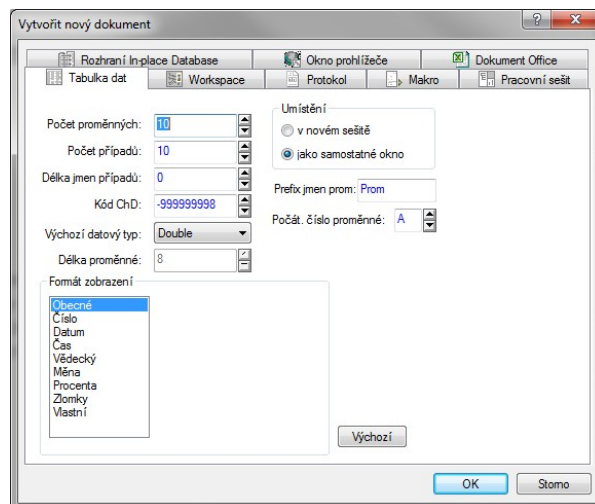 Vytvořit nový dokument
Rozhraní In-place Database
Okno prohlížeče
Dokument Office
Tabulka dat
Workspace
Protokol
Makro
Pracovní sešit
Počet proměnných: 10
Počet případů: 10
Délka jmen případů: 0
Kód ChD: -999999998
Výchozí datový typ: Double
Délka proměnné: 8
Umístění
v novém sešitě
jako samostatné okno
Prefix jmen prom: Prom
Počát. číslo proměnné: A
Formát zobrazení
Obecné
Číslo
Datum
Čas
Vědecký
Měna
Procenta
Zlomky
Vlastní
Výchozí
OK
Storno